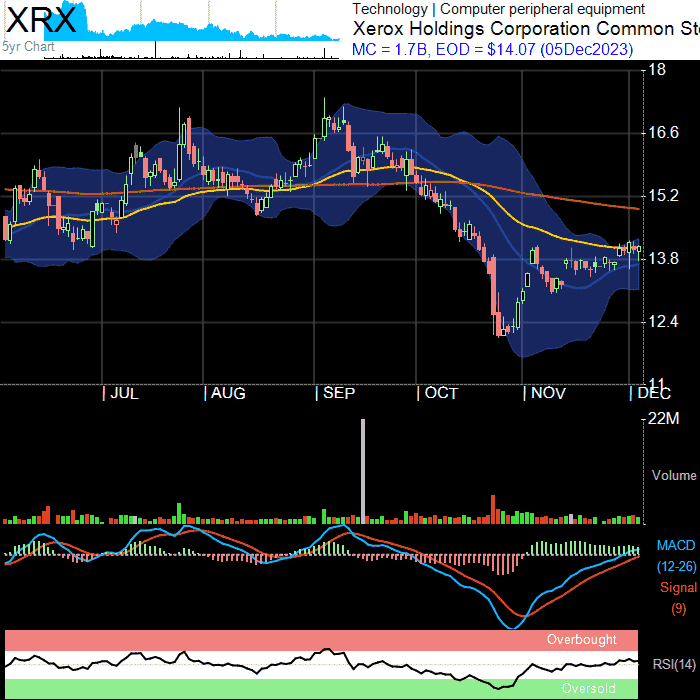 XRX
5yr Chart
Technology | Computer peripheral equipment
Xerox Holdings Corporation Common Sto
MC = 1.7B, EOD = $14.07 (05Dec2023)
18
16.6
15.2
13.8
12.4
11
| JUL | AUG | SEP | OCT | NOV | DEC
22M
Volume
MACD
(12-26)
Signal
(9)
Overbought
RSI(14)
Oversold